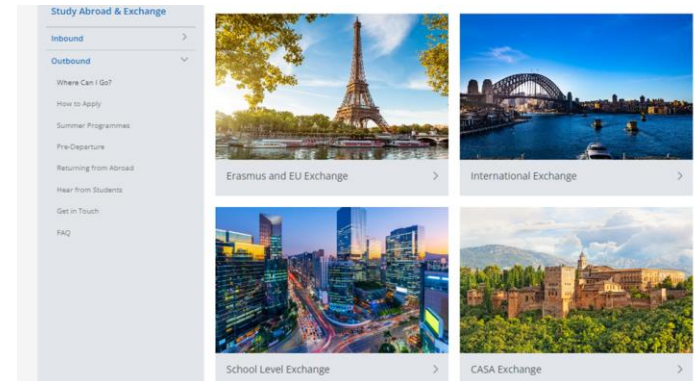 Study Abroad & Exchange
Inbound
Outbound
Where Can I Go?
How to Apply
Summer Programmes
Pre-Departure
Returning from Abroad
Hear from Students
Get in Touch
FAQ
Erasmus and EU Exchange
International Exchange
School Level Exchange
CASA Exchange